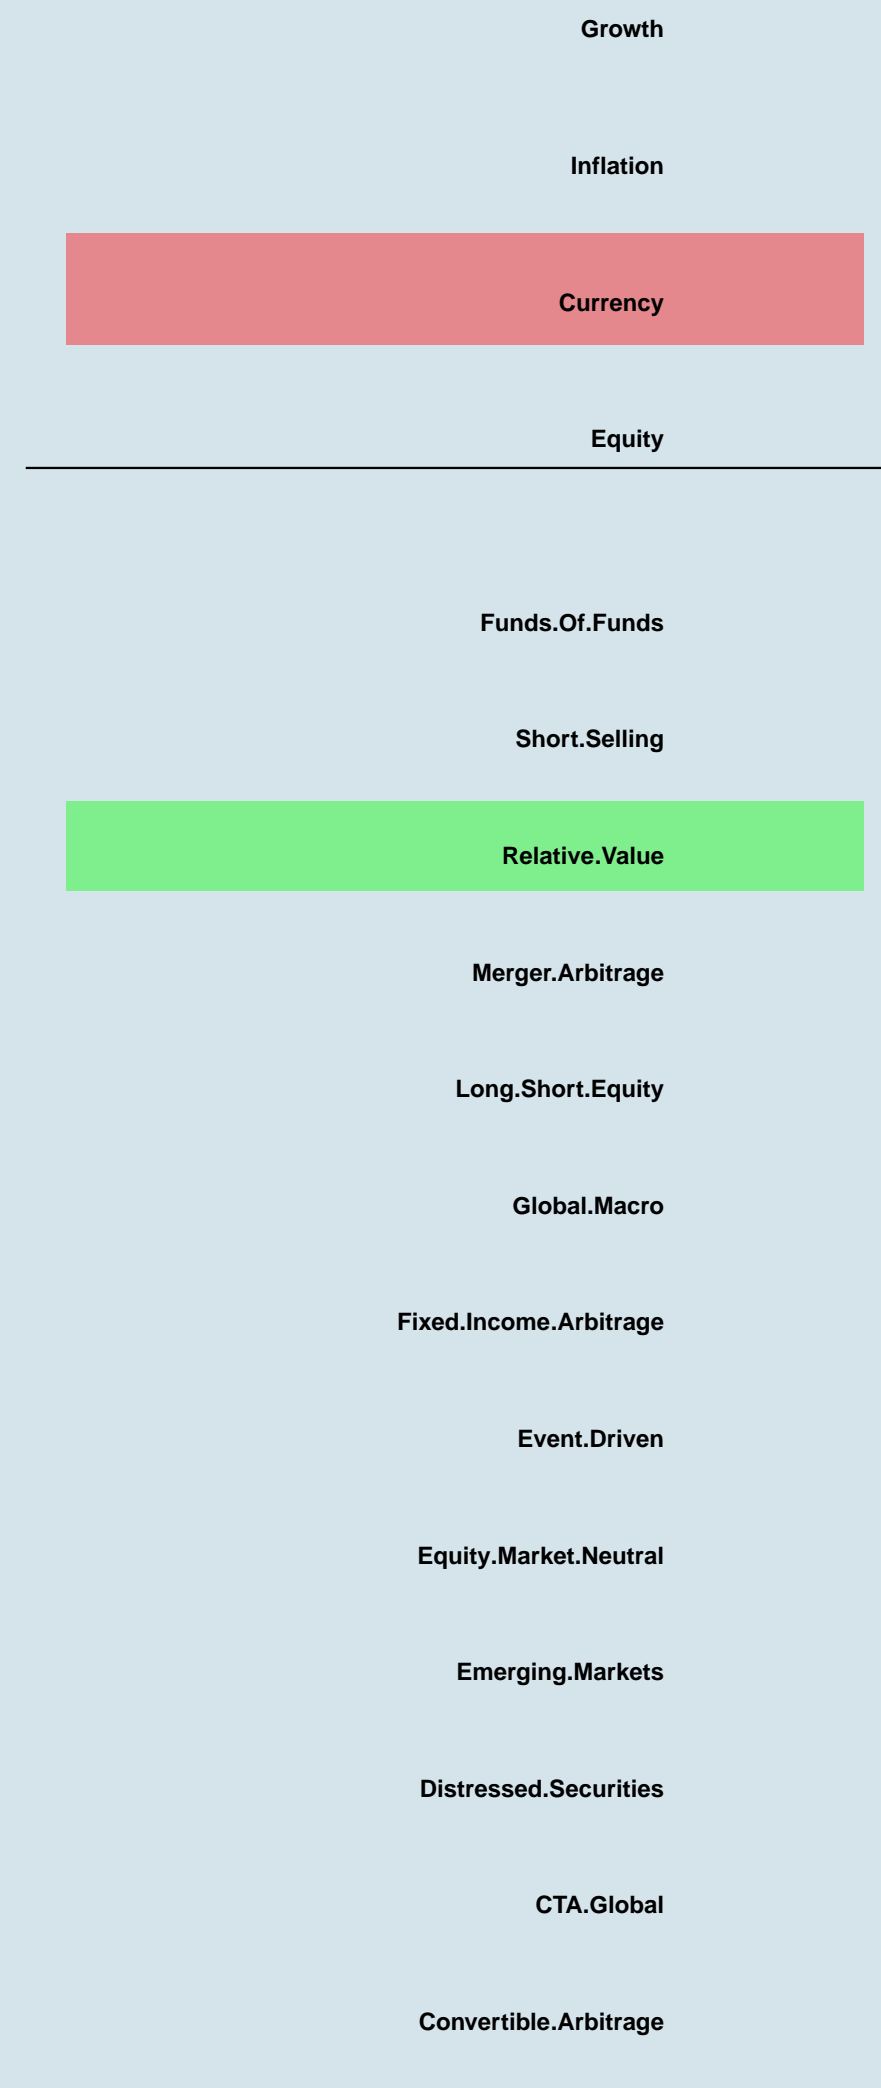 Growth
Inflation
Currency
Equity
Funds.Of.Funds
Short.Selling
Relative.Value
Merger.Arbitrage
Long.Short.Equity
Global.Macro
Fixed.Income.Arbitrage
Event.Driven
Equity.Market.Neutral
Emerging.Markets
Distressed.Securities
CTA.Global
Convertible.Arbitrage